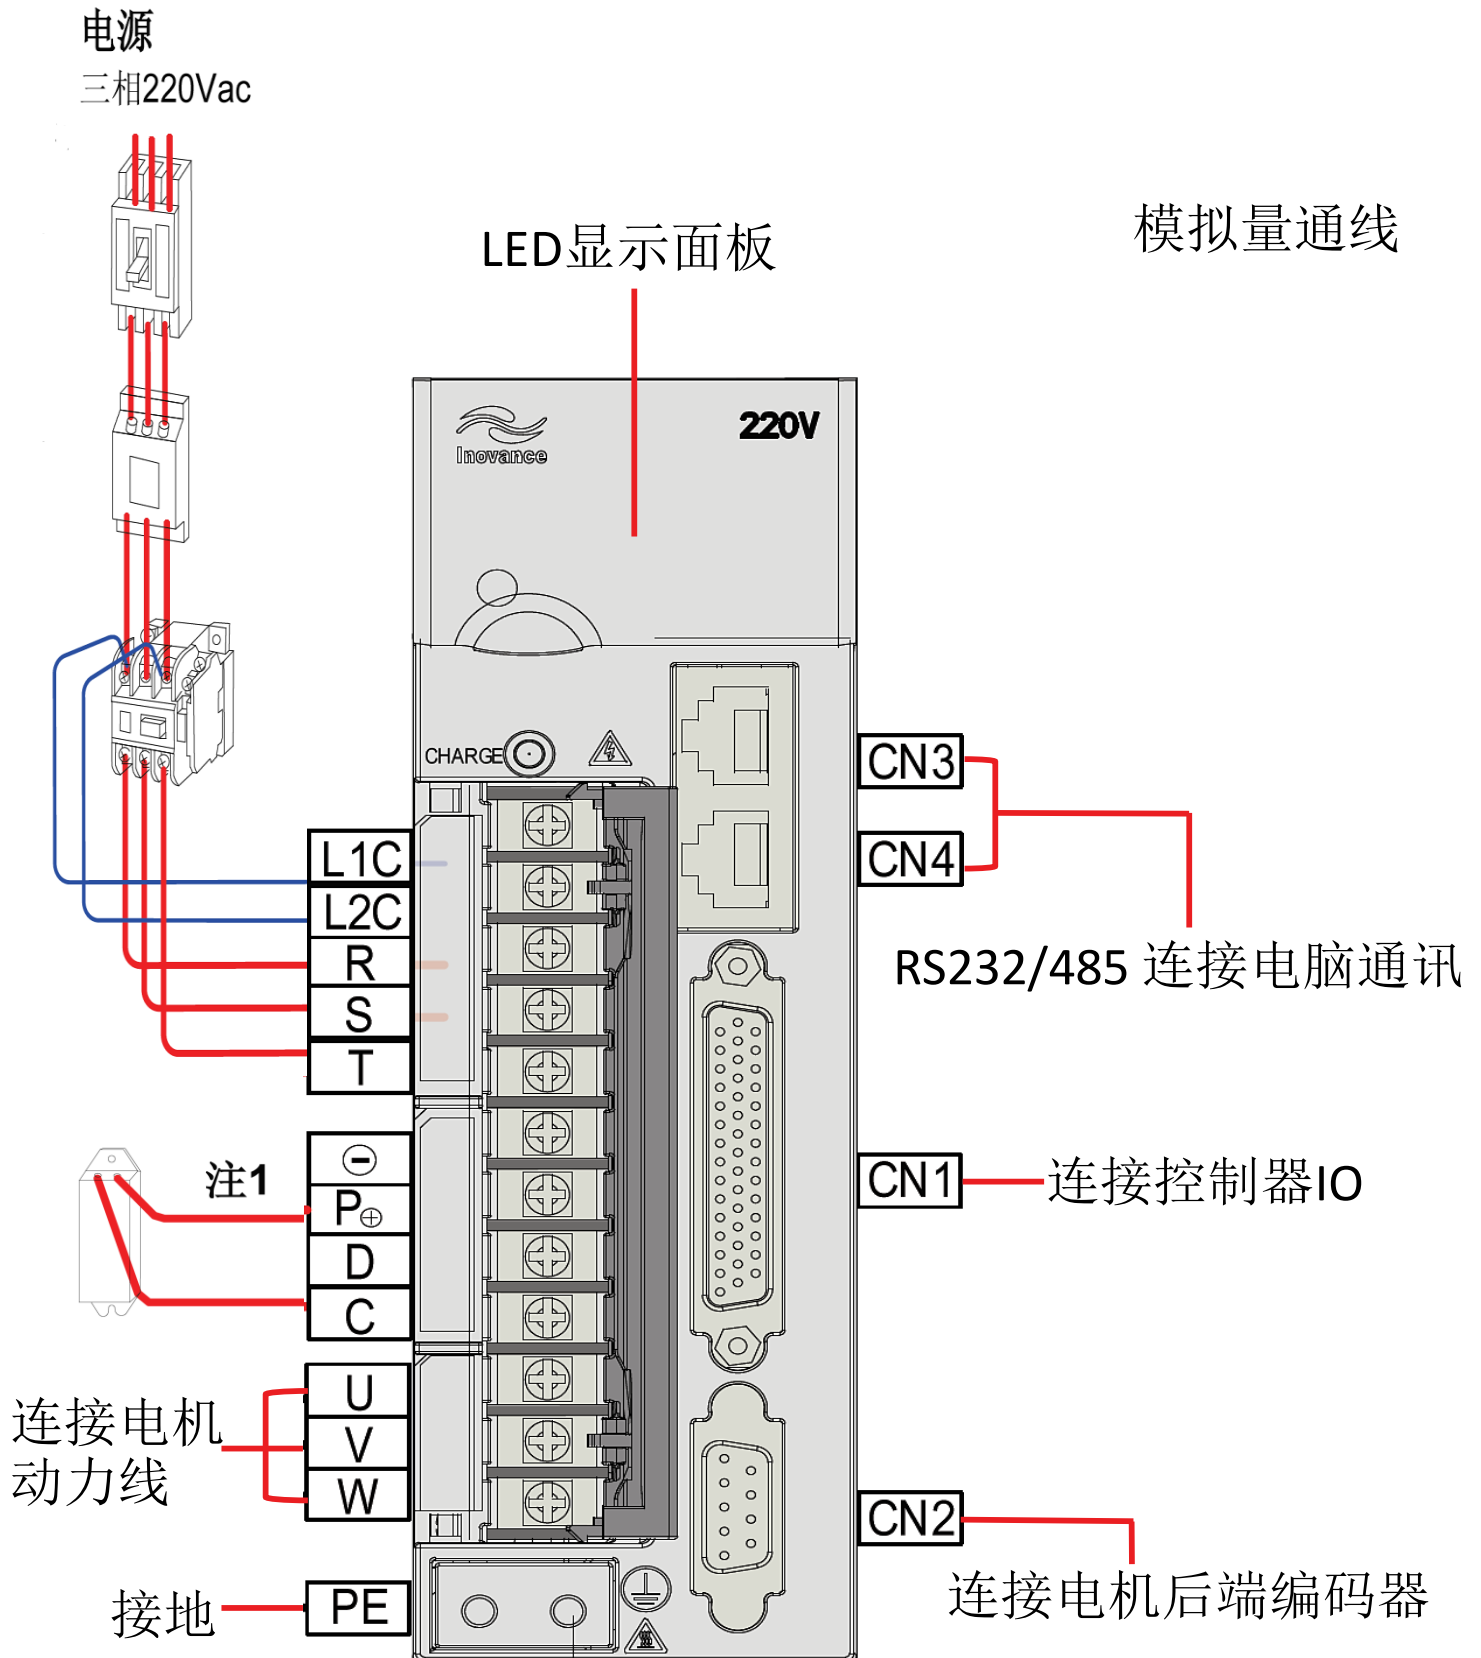 电源
三相220Vac
模拟量通线
LED显示面板
Inovance
220V
CHARGE
CN3
CN4
RS232/485 连接电脑通讯
L1C
L2C
R
S
T
注1
⊖
P⊕
D
C
CN1
连接控制器IO
U
V
W
连接电机
动力线
CN2
连接电机后端编码器
接地
PE